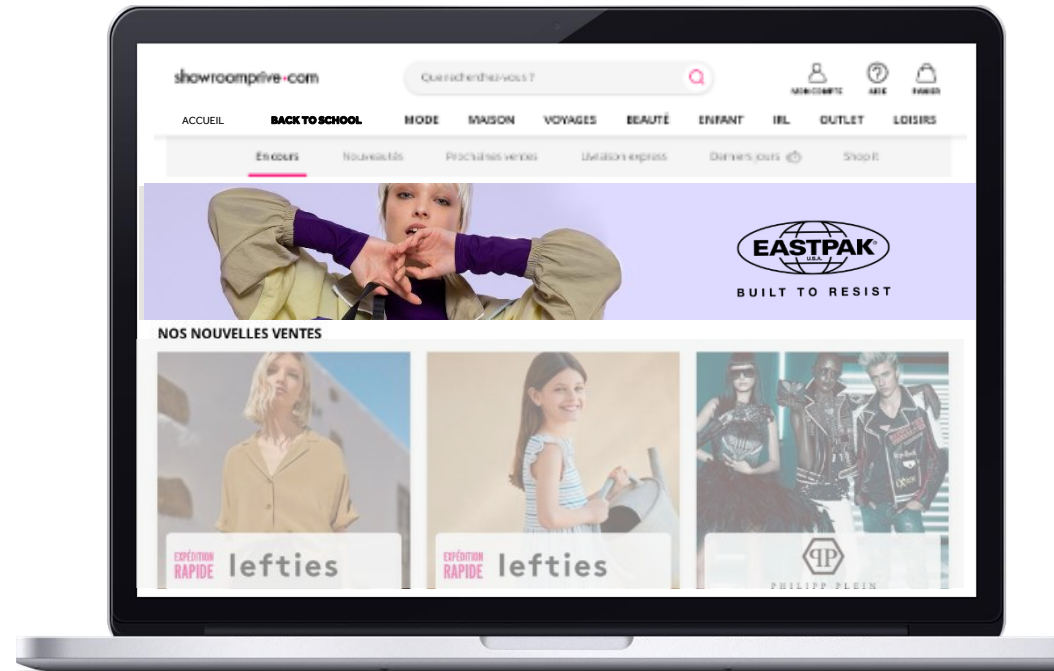 showroomprive•com
Que recherchez-vous ?
MON COMPTE AIDE PANIER
ACCUEIL BACK TO SCHOOL MODE MAISON VOYAGES BEAUTÉ ENFANT IRL OUTLET LOISIRS
En cours Nouveautés Prochaines ventes Livraison express Derniers jours Shop It
EASTPAK®
U.S.A.
BUILT TO RESIST
NOS NOUVELLES VENTES
EXPÉDITION
RAPIDE
lefties
EXPÉDITION
RAPIDE
lefties
PHILIPP PLEIN